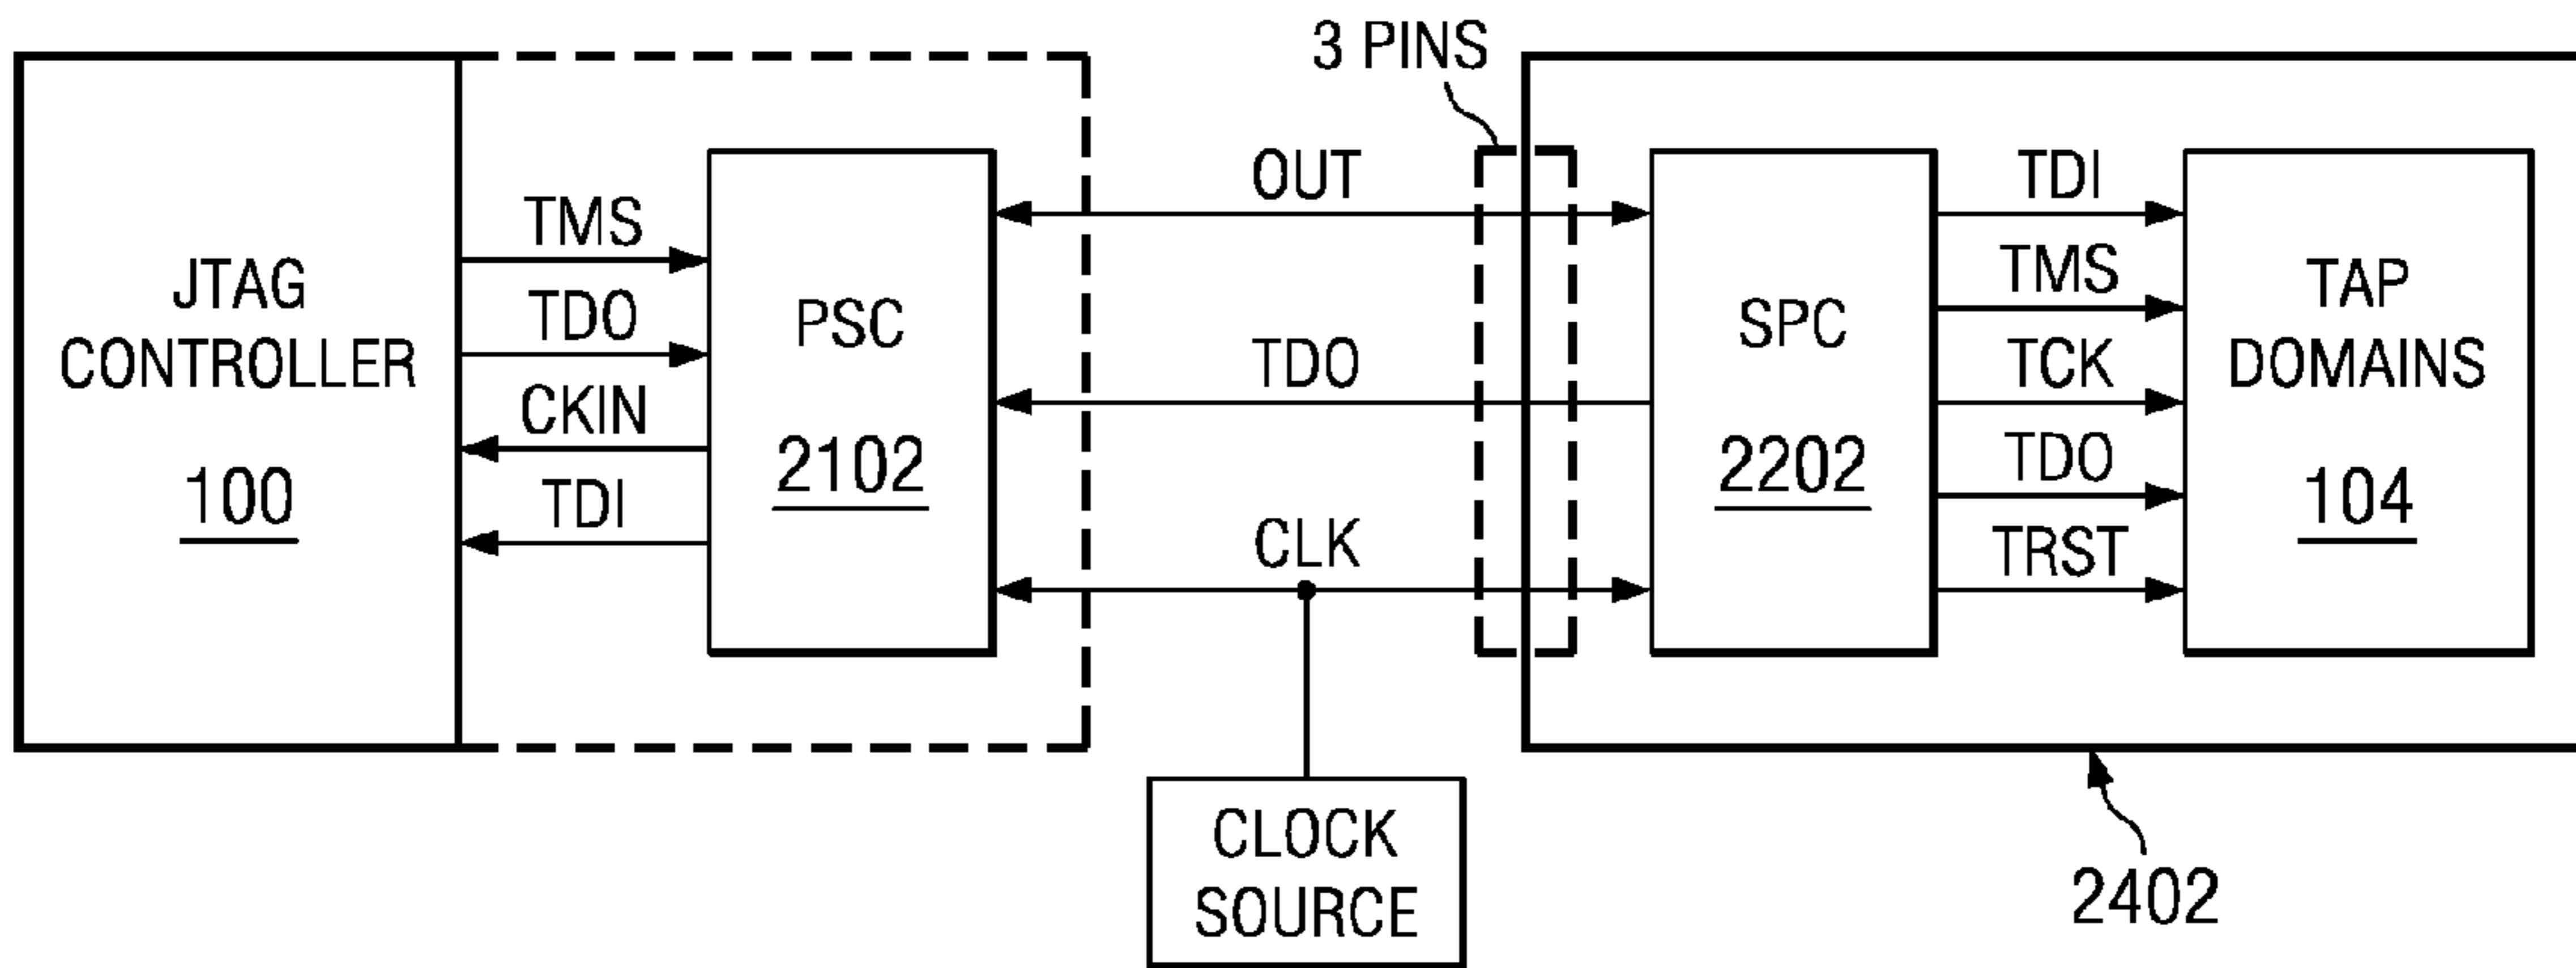 3 PINS
JTAG
CONTROLLER
100
TMS
TDO
CKIN
TDI
PSC
2102
OUT
TDO
CLK
CLOCK
SOURCE
SPC
2202
TDI
TMS
TCK
TDO
TRST
TAP
DOMAINS
104
2402